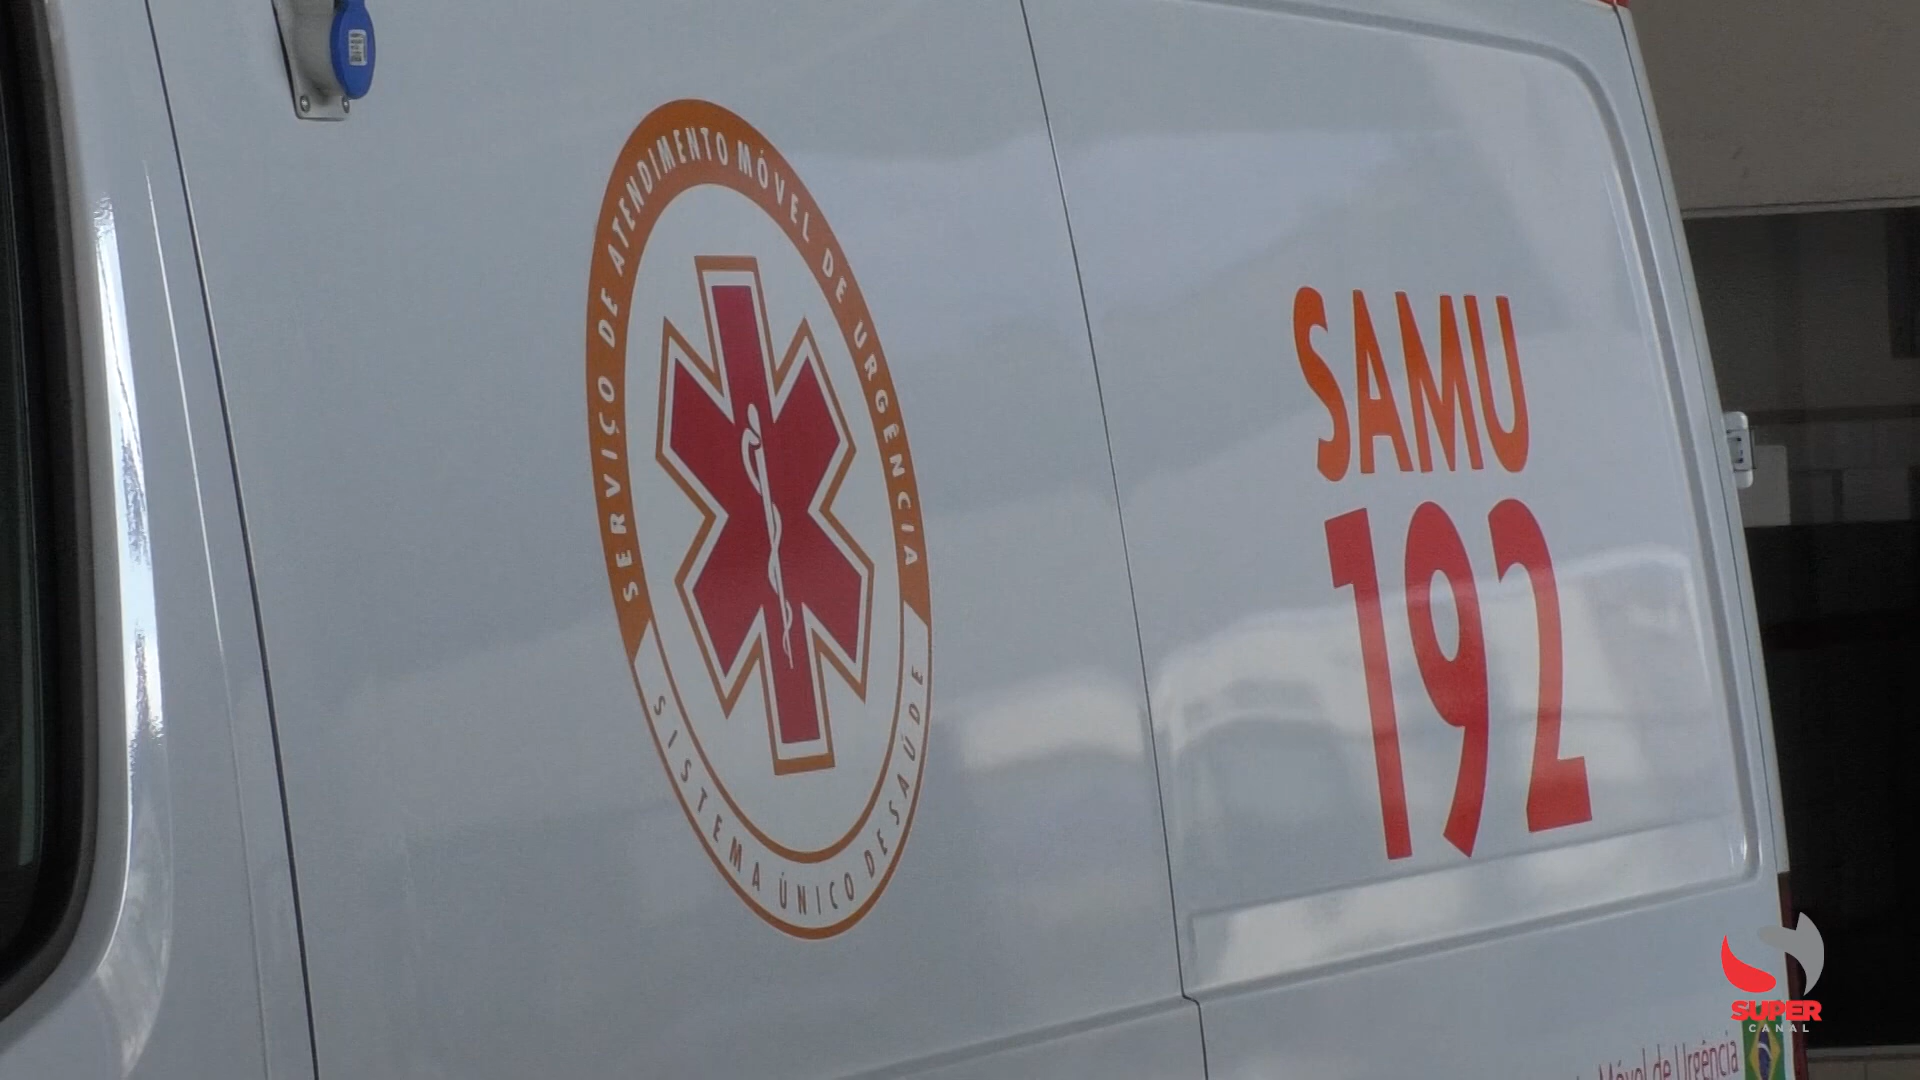 SERVIÇO DE ATENDIMENTO MÓVEL DE URGÊNCIA
SISTEMA ÚNICO DE SAÚDE
SAMU
192
Móvel de Urgência
SUPER
CANAL